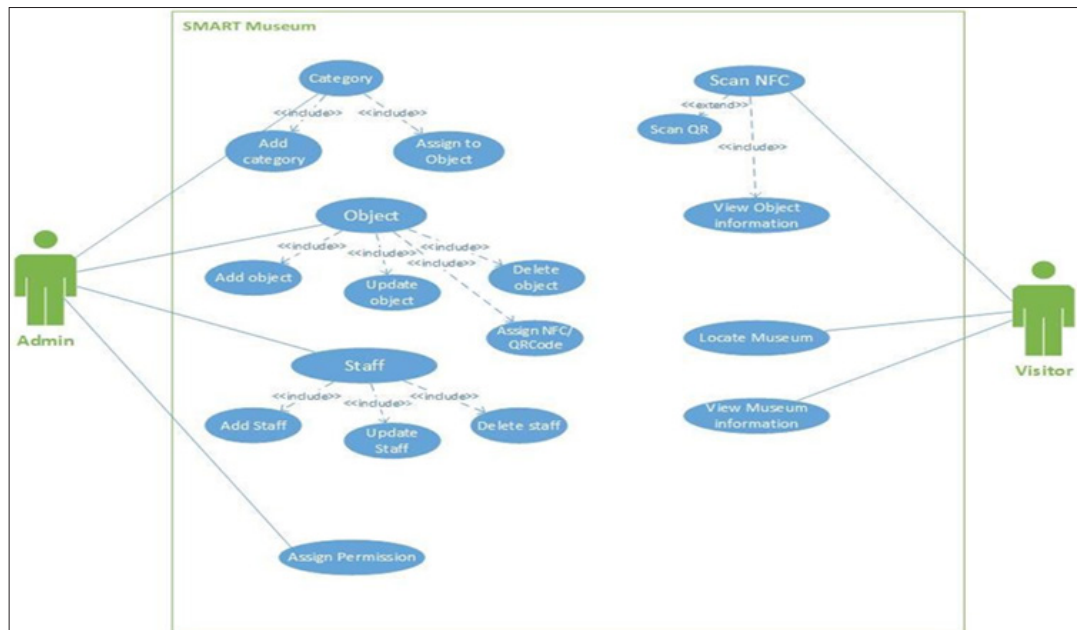 SMART Museum
Category
<<include>>
<<include>>
Add
category
Assign to
Object
Object
<<include>>
<<include>>
<<include>>
<<include>>
Add object
Update
object
Delete
object
Assign NFC/
QRCode
Staff
<<include>>
<<include>>
<<include>>
Add Staff
Update
Staff
Delete staff
Assign Permission
Admin
Scan NFC
<<extend>>
Scan QR
<<include>>
View Object
information
Locate Museum
View Museum
information
Visitor